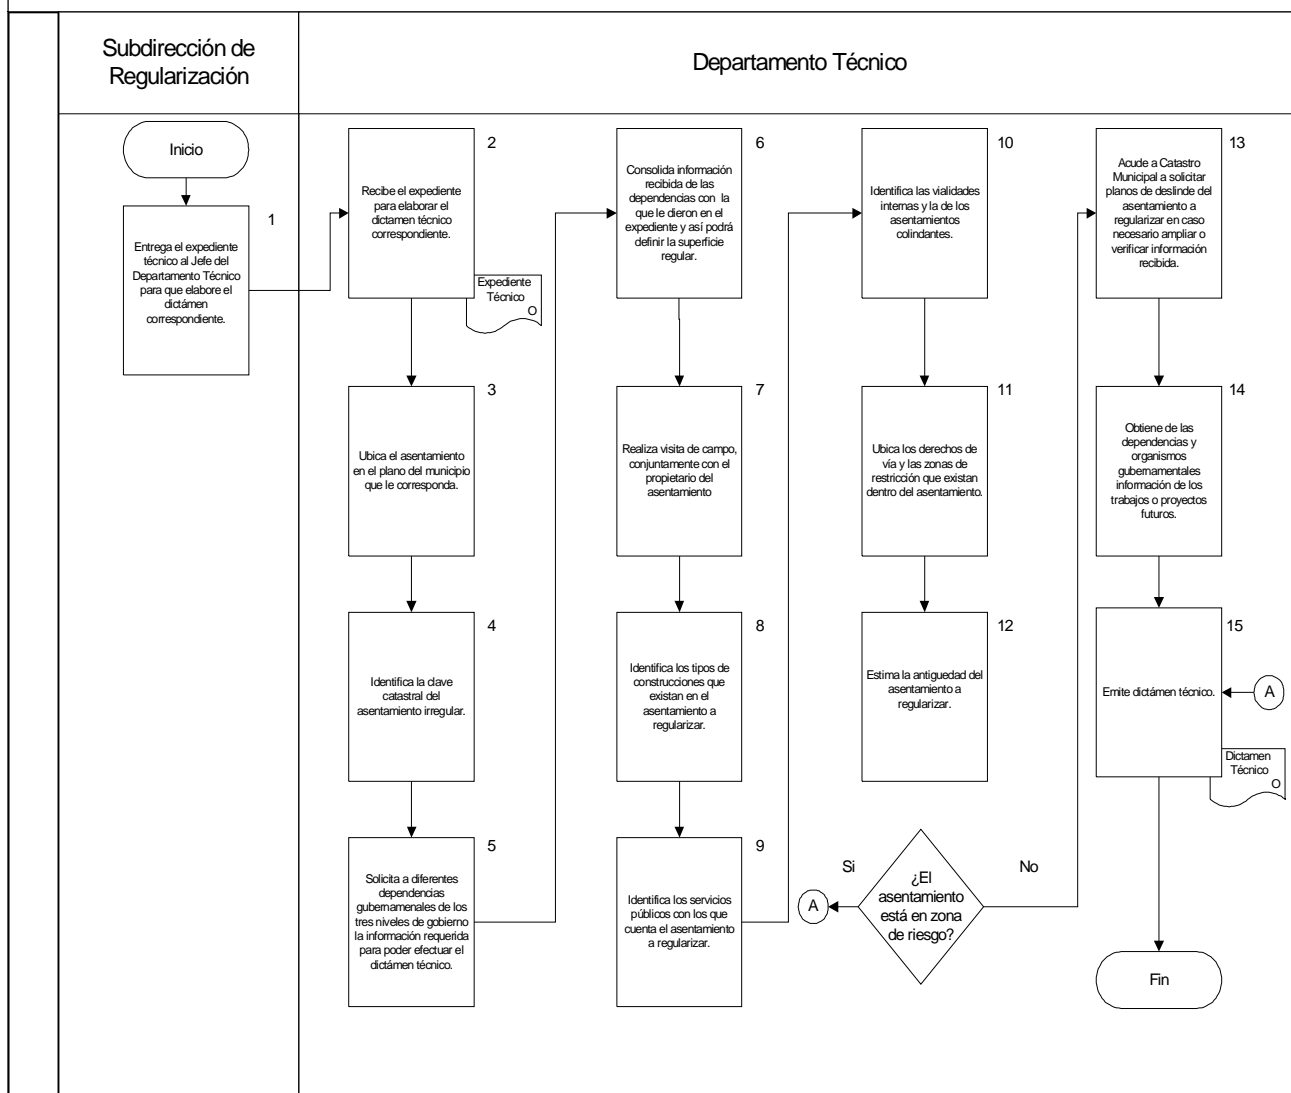 Subdirección de
Regularización
Departamento Técnico
Inicio
1
Entrega el expediente
técnico al Jefe del
Departamento Técnico
para que elabore el
dictámen
correspondiente.
2
Recibe el expediente
para elaborar el
dictamen técnico
correspondiente.
Expediente
Técnico
O
3
Ubica el asentamiento
en el plano del municipio
que le corresponda.
4
Identifica la clave
catastral del
asentamiento irregular.
5
Solicita a diferentes
dependencias
gubernamenales de los
tres niveles de gobierno
la información requerida
para poder efectuar el
dictámen técnico.
6
Consolida información
recibida de las
dependencias con la
que le dieron en el
expediente y así podrá
definir la superficie
regular.
7
Realiza visita de campo,
conjuntamente con el
propietario del
asentamiento
8
Identifica los tipos de
construcciones que
existan en el
asentamiento a
regularizar.
9
Identifica los servicios
públicos con los que
cuenta el asentamiento
a regularizar.
10
Identifica las vialidades
internas y la de los
asentamientos
colindantes.
11
Ubica los derechos de
vía y las zonas de
restricción que existan
dentro del asentamiento.
12
Estima la antiguedad del
asentamiento a
regularizar.
¿El
asentamiento
está en zona
de riesgo?
Si
A
No
13
Acude a Catastro
Municipal a solicitar
planos de deslinde del
asentamiento a
regularizar en caso
necesario ampliar o
verificar información
recibida.
14
Obtiene de las
dependencias y
organismos
gubernamentales
información de los
trabajos o proyectos
futuros.
15
Emite dictámen técnico.
A
Dictamen
Técnico
O
Fin